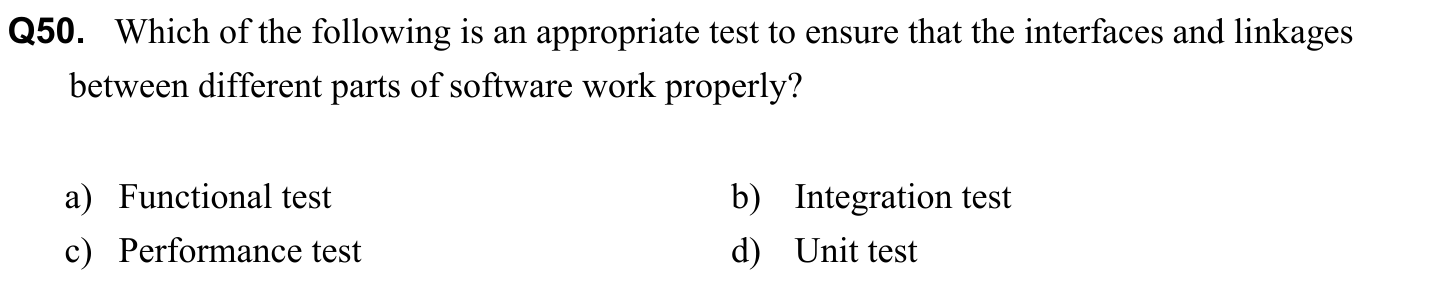 Q50. Which of the following is an appropriate test to ensure that the interfaces and linkages
between different parts of software work properly?
a) Functional test b) Integration test
c) Performance test d) Unit test